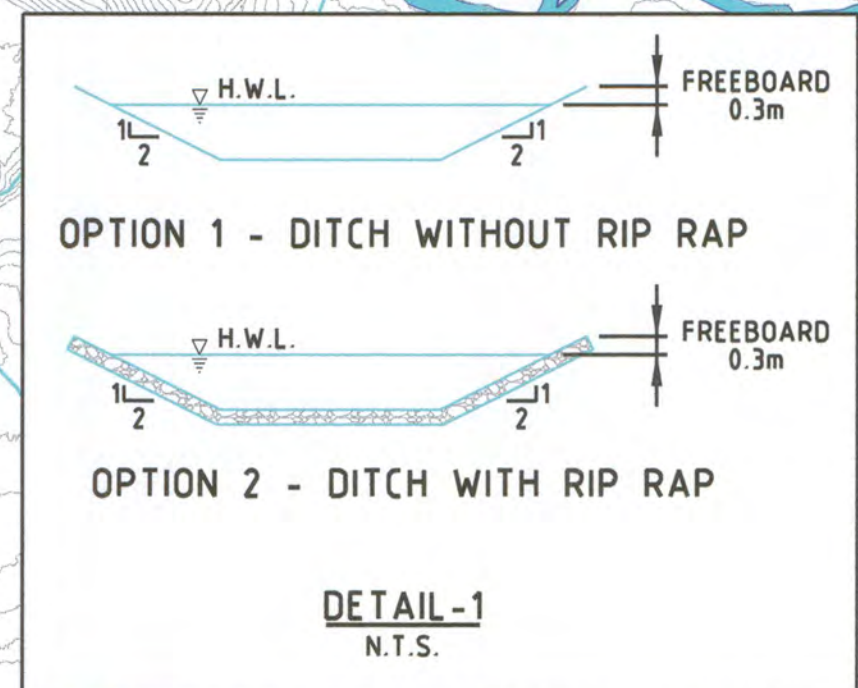 H.W.L.
FREEBOARD
0.3m
1
2
1
2
OPTION 1 - DITCH WITHOUT RIP RAP
H.W.L.
FREEBOARD
0.3m
1
2
1
2
OPTION 2 - DITCH WITH RIP RAP
DETAIL-1
N.T.S.